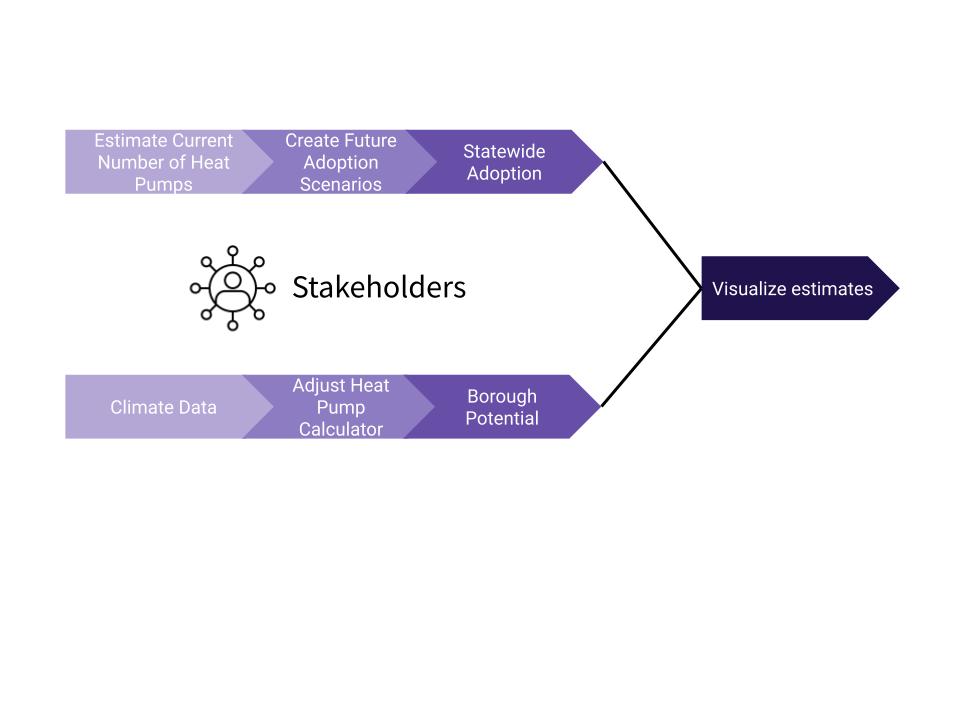 Estimate Current
Number of Heat
Pumps
Create Future
Adoption
Scenarios
Statewide
Adoption
Stakeholders
Visualize estimates
Climate Data
Adjust Heat
Pump
Calculator
Borough
Potential